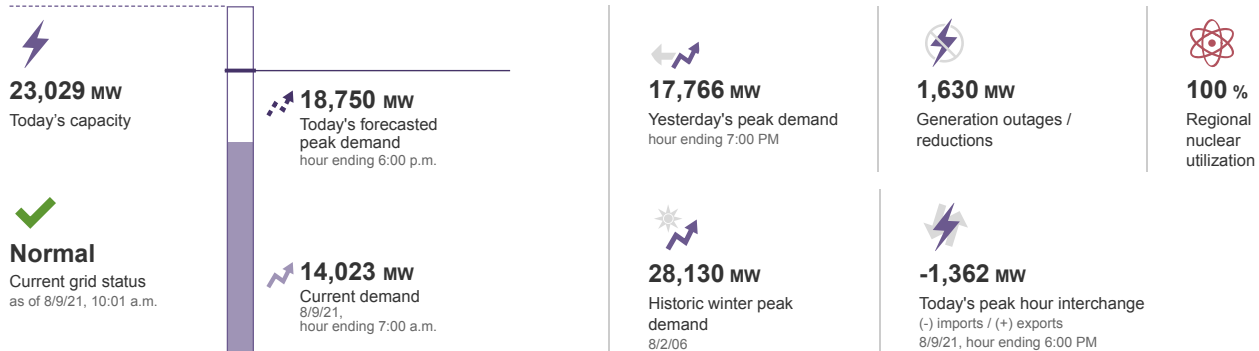 23,029 MW
Today's capacity
Normal
Current grid status
as of 8/9/21, 10:01 a.m.
18,750 MW
Today's forecasted
peak demand
hour ending 6:00 p.m.
14,023 MW
Current demand
8/9/21,
hour ending 7:00 a.m.
17,766 MW
Yesterday's peak demand
hour ending 7:00 PM
1,630 MW
Generation outages /
reductions
100 %
Regional
nuclear
utilization
28,130 MW
Historic winter peak
demand
8/2/06
-1,362 MW
Today's peak hour interchange
(-) imports / (+) exports
8/9/21, hour ending 6:00 PM